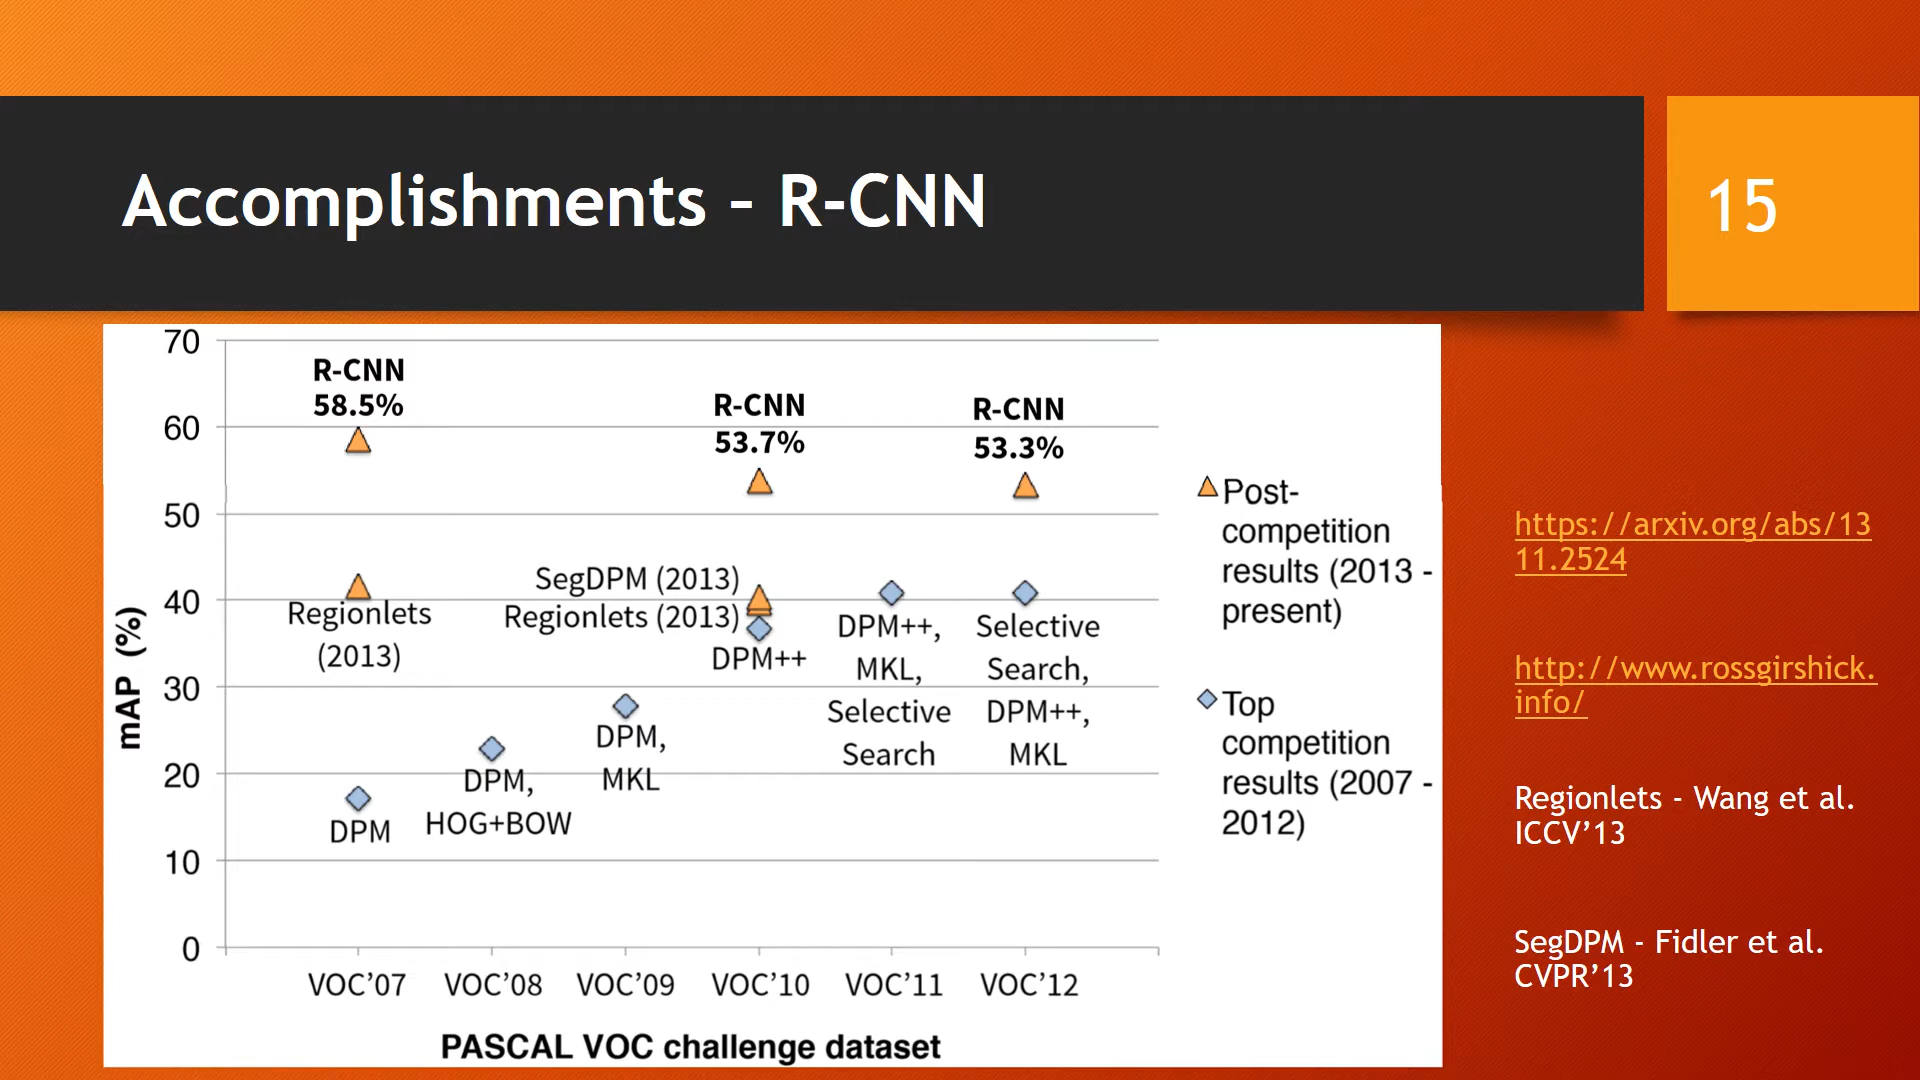 Accomplishments – R-CNN
15
70
60
50
40
30
20
10
0
mAP (%)
R-CNN
58.5%
R-CNN
53.7%
R-CNN
53.3%
Regionlets
(2013)
SegDPM (2013)
Regionlets (2013)
DPM++
DPM++,
MKL,
Selective
Search
Selective
Search,
DPM++,
MKL
DPM,
MKL
DPM,
HOG+BOW
DPM
VOC’07
VOC’08
VOC’09
VOC’10
VOC’11
VOC’12
PASCAL VOC challenge dataset
Post-
competition
results (2013 -
present)
Top
competition
results (2007 -
2012)
https://arxiv.org/abs/13
11.2524
http://www.rossgirshick.
info/
Regionlets - Wang et al.
ICCV’13
SegDPM - Fidler et al.
CVPR’13